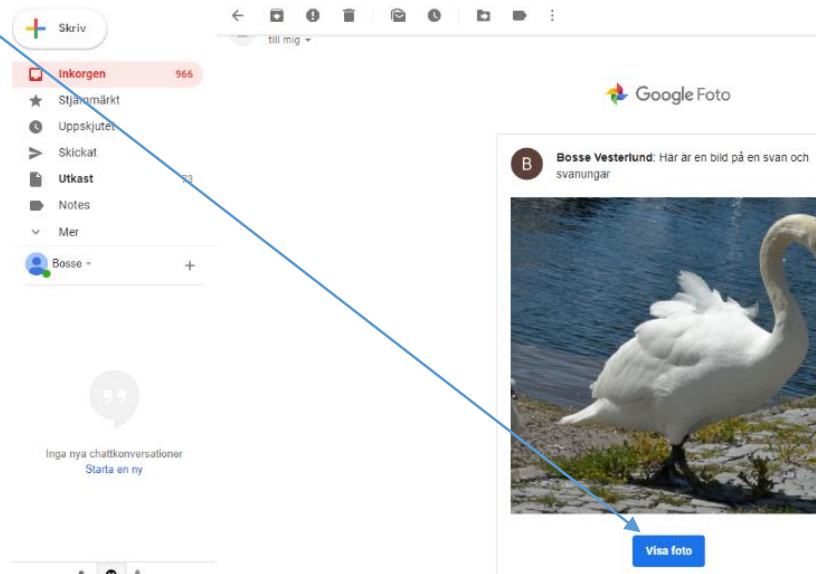 Skriv
till mig
Inkorgen 966
Stjärnmärkt
Uppskjutet
Skickat
Utkast 73
Notes
Mer
Bosse
Inga nya chattkonversationer
Starta en ny
Google Foto
B
Bosse Vesterlund: Här är en bild på en svan och
svanungar
Visa foto